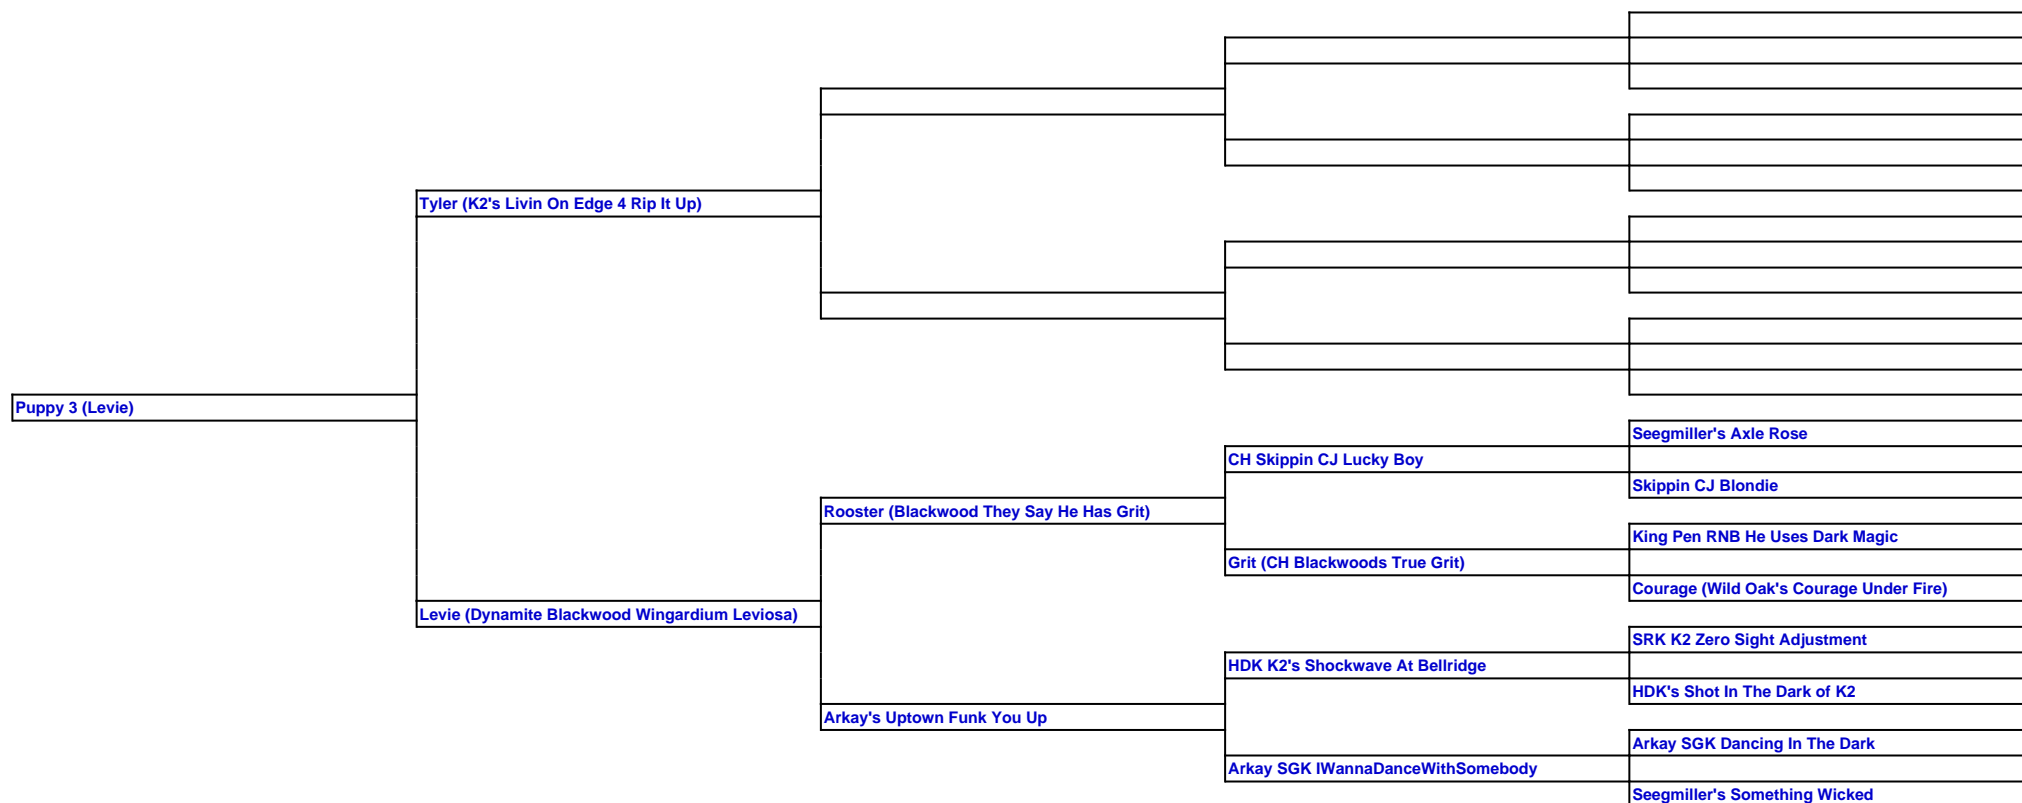 Tyler (K2's Livin On Edge 4 Rip It Up)
Puppy 3 (Levie)
Seegmiller's Axle Rose
CH Skippin CJ Lucky Boy
Skippin CJ Blondie
Rooster (Blackwood They Say He Has Grit)
King Pen RNB He Uses Dark Magic
Grit (CH Blackwoods True Grit)
Courage (Wild Oak's Courage Under Fire)
Levie (Dynamite Blackwood Wingardium Leviosa)
SRK K2 Zero Sight Adjustment
HDK K2's Shockwave At Bellridge
HDK's Shot In The Dark of K2
Arkay's Uptown Funk You Up
Arkay SGK Dancing In The Dark
Arkay SGK IWannaDanceWithSomebody
Seegmiller's Something Wicked